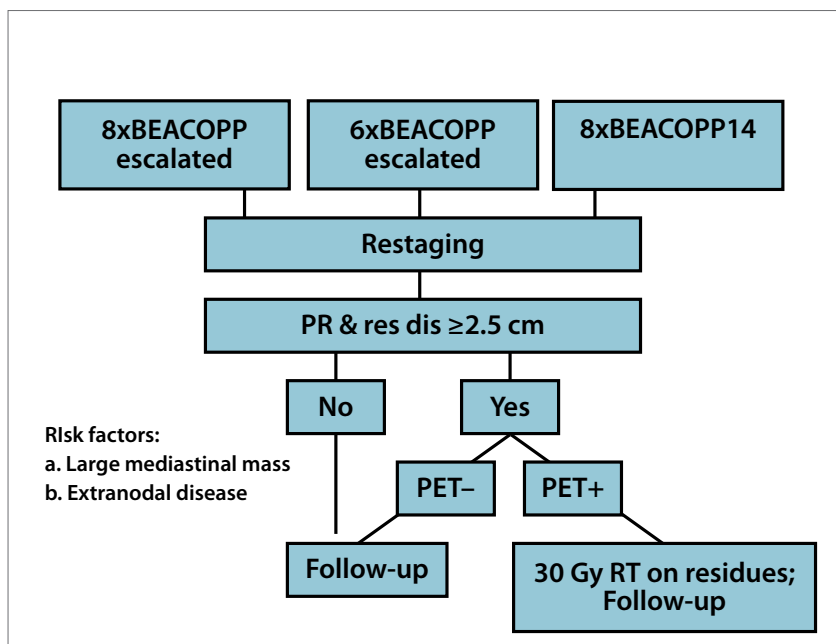 8xBEACOPP
escalated
6xBEACOPP
escalated
8xBEACOPP14
Restaging
PR & res dis ≥2.5 cm
No
Yes
RIsk factors:
a. Large mediastinal mass
b. Extranodal disease
PET–
PET+
Follow-up
30 Gy RT on residues;
Follow-up